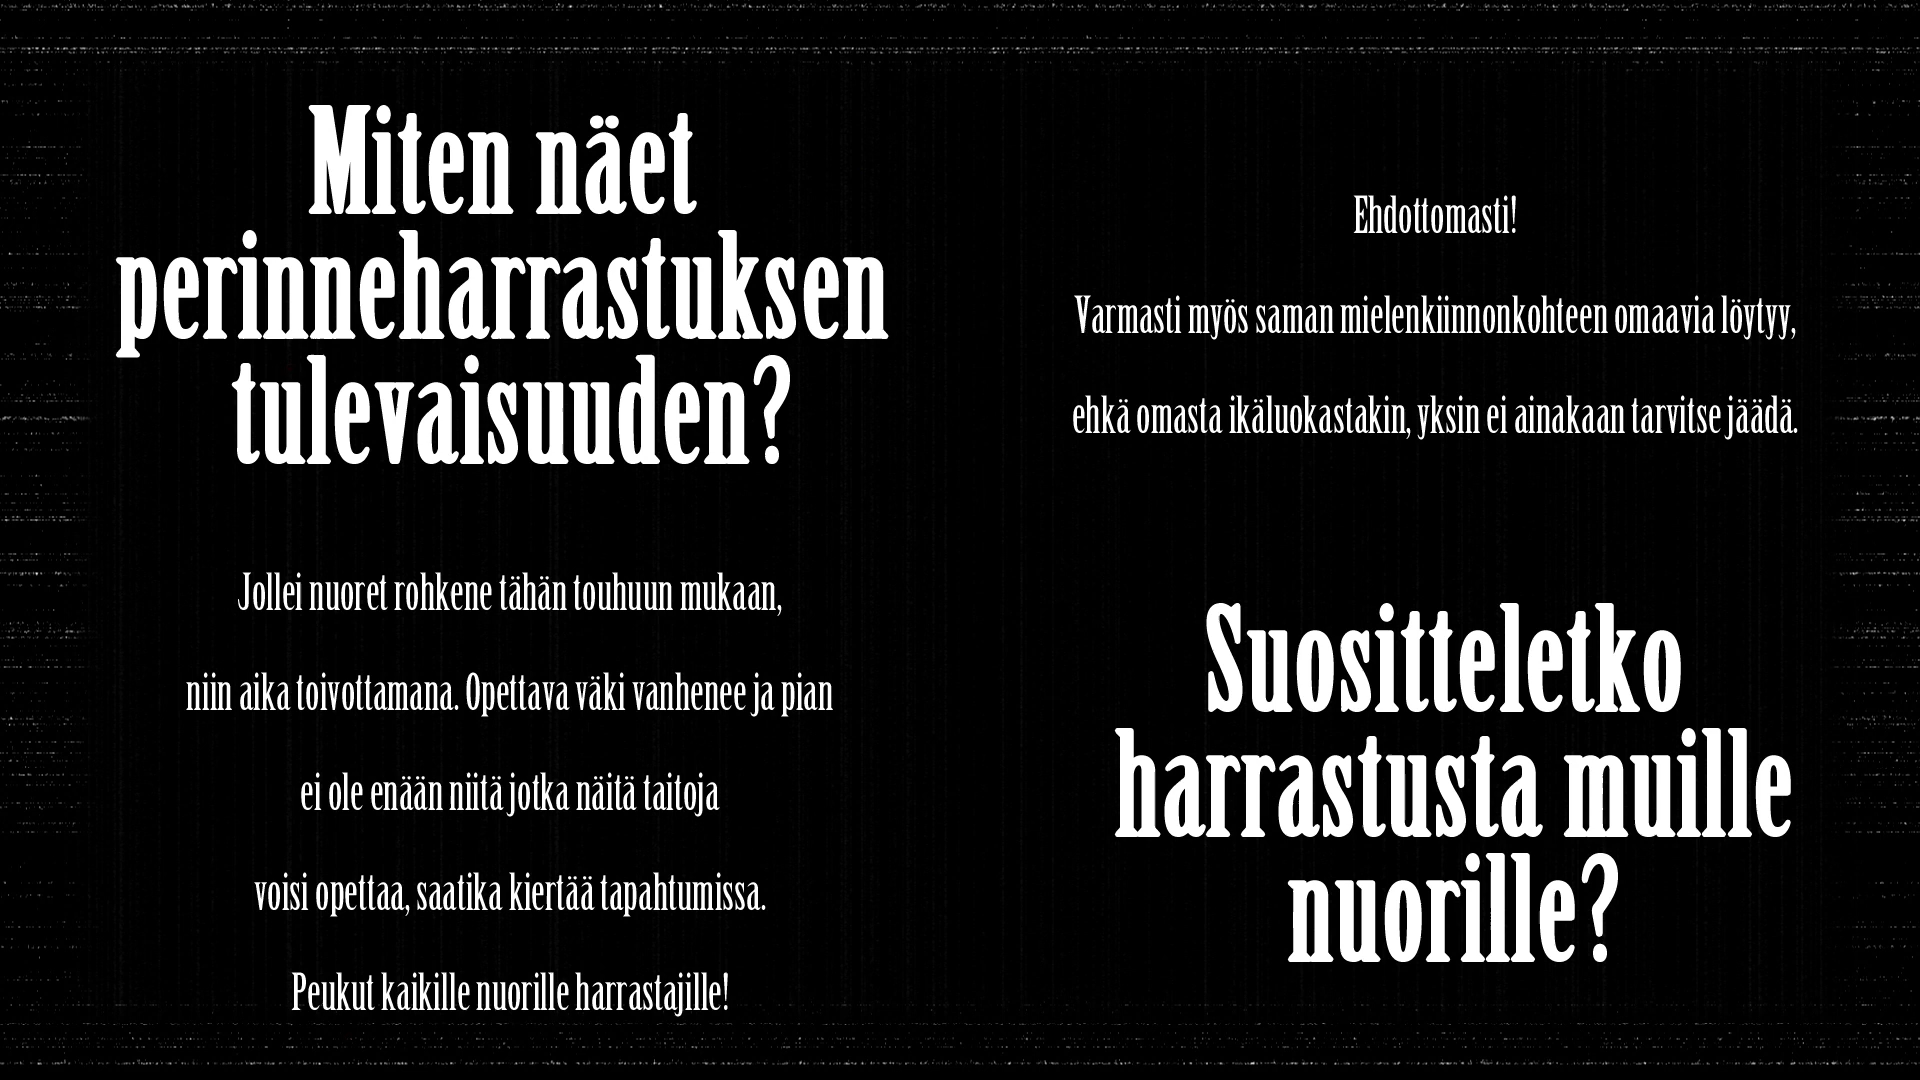 Miten näet
perinneharrastuksen
tulevaisuuden?
Jollei nuoret rohkene tähän touhuun mukaan,
niin aika toivottamana. Opettava väki vanhenee ja pian
ei ole enään niitä jotka näitä taitoja
voisi opettaa, saatika kiertää tapahtumissa.
Peukut kaikille nuorille harrastajille!
Ehdottomasti!
Varmasti myös saman mielenkiinnonkohteen omaavia löytyy,
ehkä omasta ikäluokastakin, yksin ei ainakaan tarvitse jäädä.
Suositteletko
harrastusta muille
nuorille?